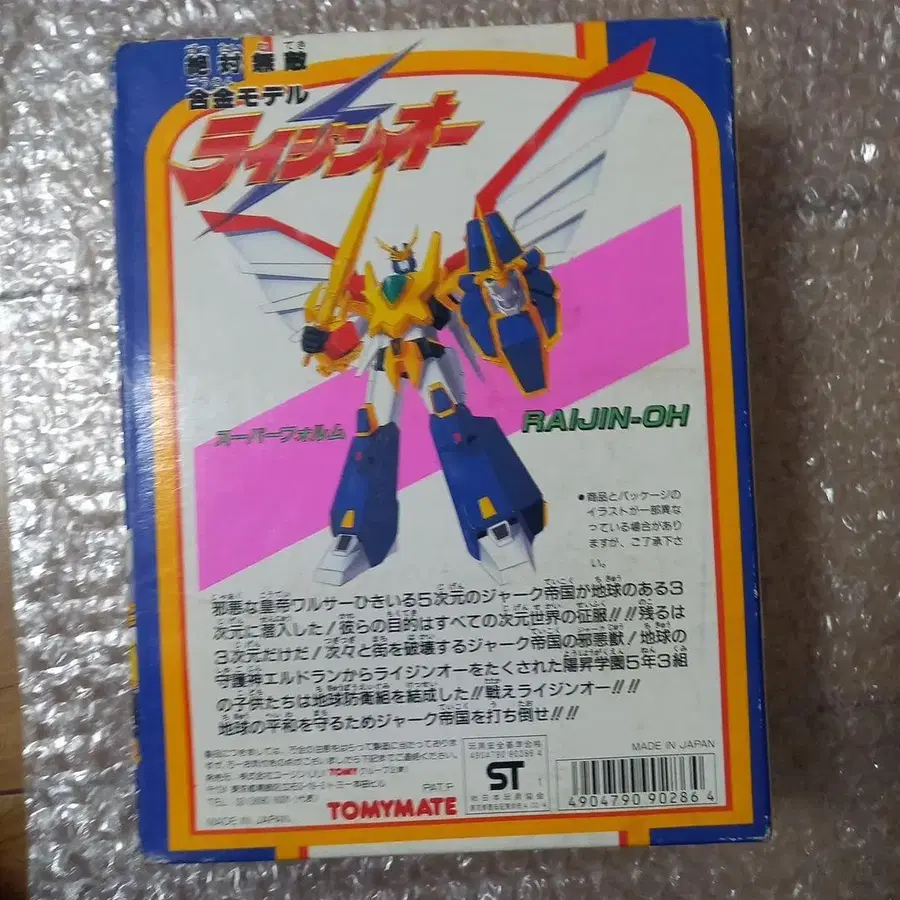 絶対無敵
合金モデル
ライジンオー
スーパーフォルム
RAIJIN-OH
●商品とパッケージの
イラストが一部異な
っている場合があり
ますが、ご了承下さ
い。
邪悪な皇帝ワルサーひきいる5次元のジャーク帝国が地球のある3
次元に潜入した!彼らの目的はすべての次元世界の征服!!残るは
3次元だけだ!次々と街を破壊するジャーク帝国の邪悪獣!地球の
守護神エルドランからライジンオーをたくされた陽昇学園5年3組
の子供たちは地球防衛組を結成した!!戦えライジンオー!!!
地球の平和を守るためジャーク帝国を打ち倒せ!!!
TOMY
MADE IN JAPAN
PAT.P
TOMYMATE
玩具安全基準合格
ST
MADE IN JAPAN
4904790 90286 4